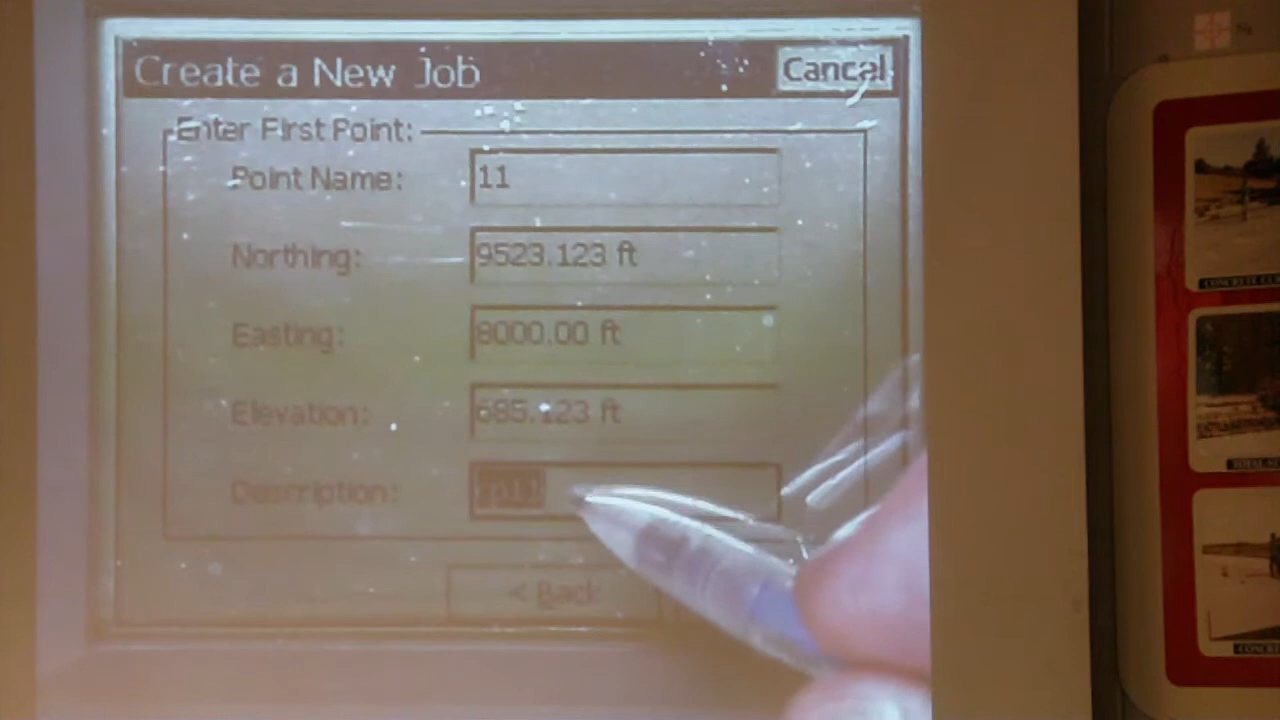 Create a New Job
Cancel
Enter First Point:
Point Name:
11
Northing:
9523.123 ft
Easting:
8000.00 ft
Elevation:
685.123 ft
Description:
cp11
< Back